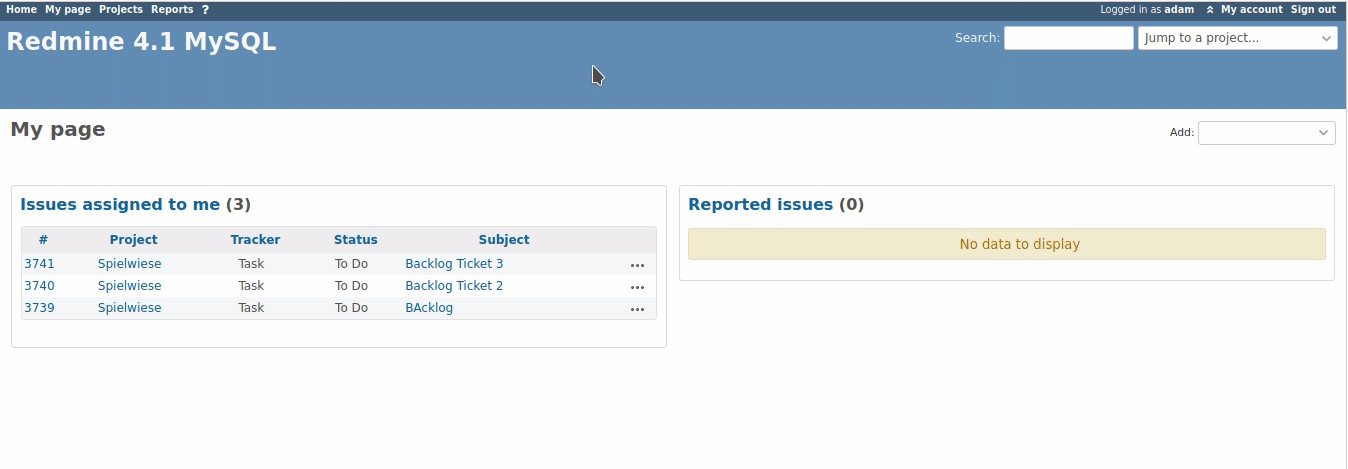 Home My page Projects Reports ? Logged in as adam My account Sign out
Redmine 4.1 MySQL Search: Jump to a project...
My page Add:
Issues assigned to me (3) Reported issues (0)
# Project Tracker Status Subject No data to display
3741 Spielwiese Task To Do Backlog Ticket 3 ...
3740 Spielwiese Task To Do Backlog Ticket 2 ...
3739 Spielwiese Task To Do BAcklog ...